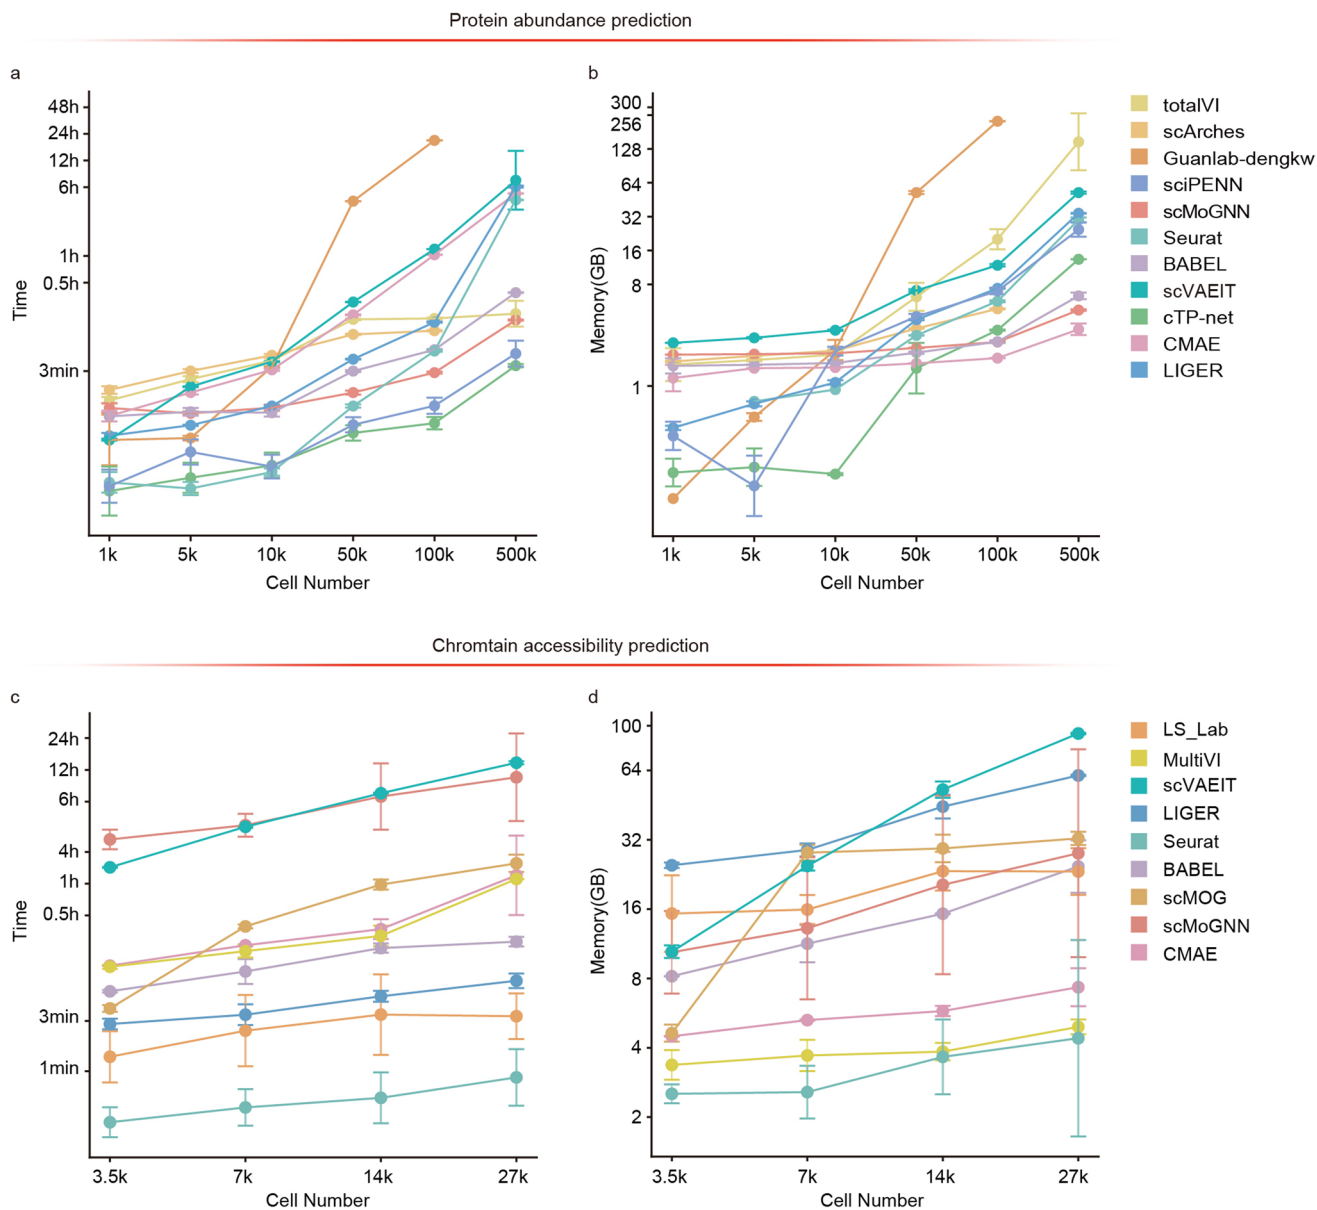 Protein abundance prediction
a
b
48h
24h
12h
6h
1h
0.5h
3min
Time
1k
5k
10k
50k
100k
500k
Cell Number
300
256
128
64
32
16
8
1
Memory(GB)
1k
5k
10k
50k
100k
500k
Cell Number
totalVI
scArches
Guanlab-dengkw
sciPENN
scMoGNN
Seurat
BABEL
scVAEIT
cTP-net
CMAE
LIGER
Chromtain accessibility prediction
c
d
24h
12h
6h
4h
1h
0.5h
3min
1min
Time
3.5k
7k
14k
27k
Cell Number
100
64
32
16
8
4
2
Memory(GB)
3.5k
7k
14k
27k
Cell Number
LS_Lab
MultiVI
scVAEIT
LIGER
Seurat
BABEL
scMOG
scMoGNN
CMAE